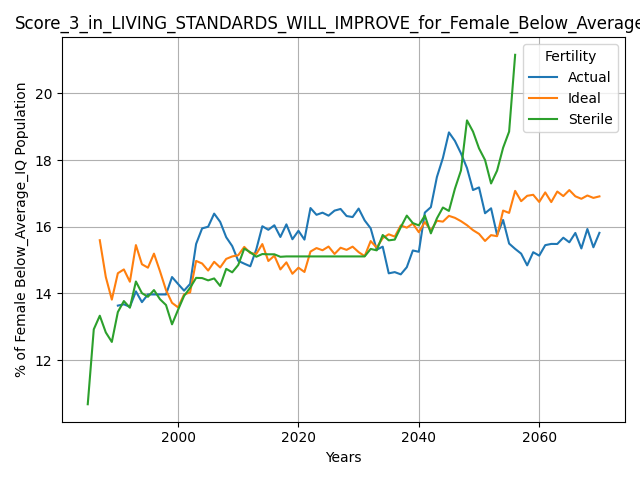 Score_3_in_LIVING_STANDARDS_WILL_IMPROVE_for_Female_Below_Average
Fertility
Actual
Ideal
Sterile
% of Female Below_Average_IQ Population
20
18
16
14
12
2000
2020
2040
2060
Years